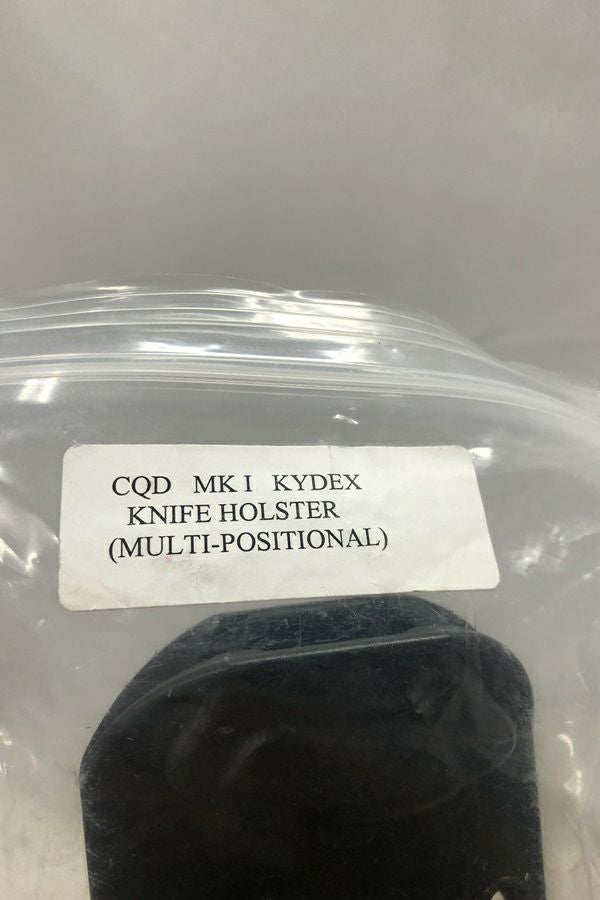 CQD MK I KYDEX
KNIFE HOLSTER
(MULTI-POSITIONAL)